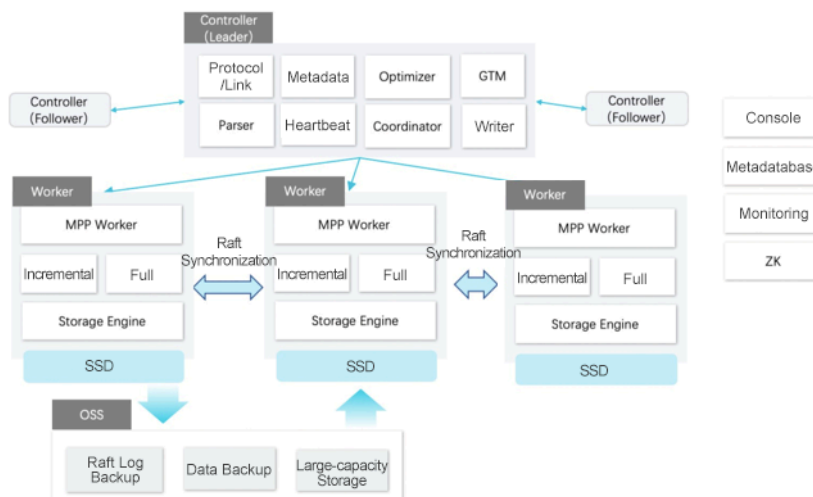 Controller
(Leader)
Protocol
/Link
Metadata
Optimizer
GTM
Parser
Heartbeat
Coordinator
Writer
Controller
(Follower)
Controller
(Follower)
Console
Metadatabas
Monitoring
ZK
Worker
MPP Worker
Incremental
Full
Storage Engine
SSD
Raft
Synchronization
Worker
MPP Worker
Incremental
Full
Storage Engine
SSD
Raft
Synchronization
Worker
MPP Worker
Incremental
Full
Storage Engine
SSD
OSS
Raft Log
Backup
Data Backup
Large-capacity
Storage